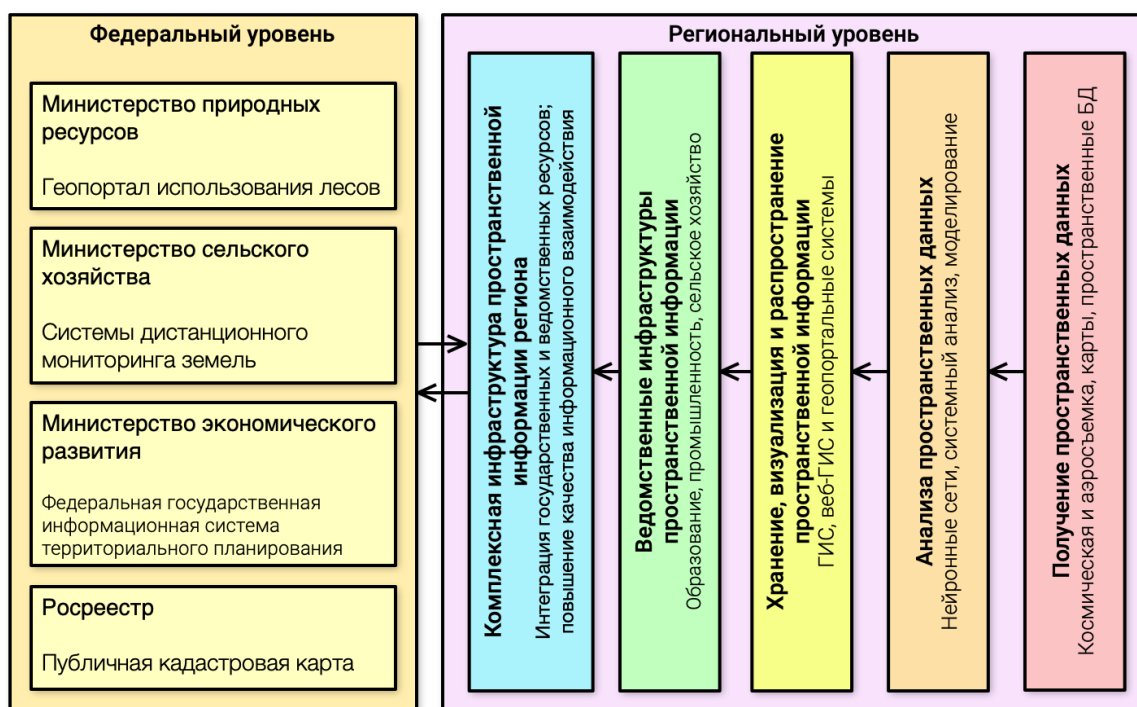 Федеральный уровень
Министерство природных
ресурсов
Геопортал использования лесов
Министерство сельского
хозяйства
Системы дистанционного
мониторинга земель
Министерство экономического
развития
Федеральная государственная
информационная система
территориального планирования
Росреестр
Публичная кадастровая карта
Региональный уровень
Комплексная инфраструктура пространственной
информации региона
Интеграция государственных и ведомственных ресурсов;
повышение качества информационного взаимодействия
Ведомственные инфраструктуры
пространственной информации
Образование, промышленность, сельское хозяйство
Хранение, визуализация и распространение
пространственной информации
ГИС, веб-ГИС и геопортальные системы
Анализа пространственных данных
Нейронные сети, системный анализ, моделирование
Получение пространственных данных
Космическая и аэросъемка, карты, пространственные БД